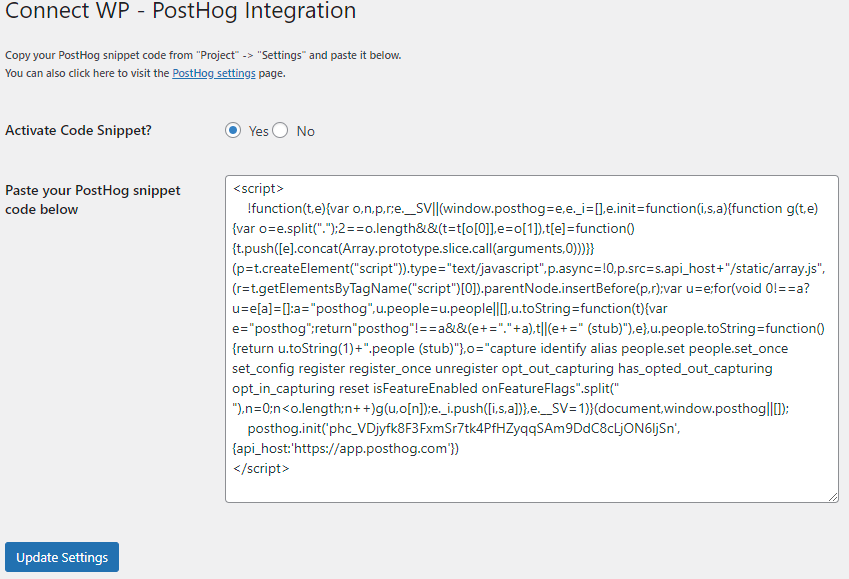 Connect WP - PostHog Integration
Copy your PostHog snippet code from "Project" -> "Settings" and paste it below.
You can also click here to visit the PostHog settings page.
Activate Code Snippet?
Yes No
Paste your PostHog snippet
code below
<script>
!function(t,e){var o,n,p,r;e.__SV||(window.posthog=e,e._i=[],e.init=function(i,s,a){function g(t,e)
{var o=e.split(".");2==o.length&&(t=t[o[0]],e=o[1]),t[e]=function()
{t.push([e].concat(Array.prototype.slice.call(arguments,0)))}}
(p=t.createElement("script")).type="text/javascript",p.async=!0,p.src=s.api_host+"/static/array.js",
(r=t.getElementsByTagName("script")[0]).parentNode.insertBefore(p,r);var u=e;for(void 0!==a?
u=e[a]=[]:a="posthog",u.people=u.people||[],u.toString=function(t){var
e="posthog";return"posthog"!==a&&(e+="."+a),t||(e+=" (stub)"),e},u.people.toString=function()
{return u.toString(1)+".people (stub)"},o="capture identify alias people.set people.set_once
set_config register register_once unregister opt_out_capturing has_opted_out_capturing
opt_in_capturing reset isFeatureEnabled onFeatureFlags".split("
"),n=0;n<o.length;n++)g(u,o[n]);e._i.push([i,s,a])},e.__SV=1)}(document,window.posthog||[]);
posthog.init('phc_VDjyfk8F3FxmSr7tk4PfHZyqqSAm9DdC8cLjON6ljSn',
{api_host:'https://app.posthog.com'})
</script>
Update Settings